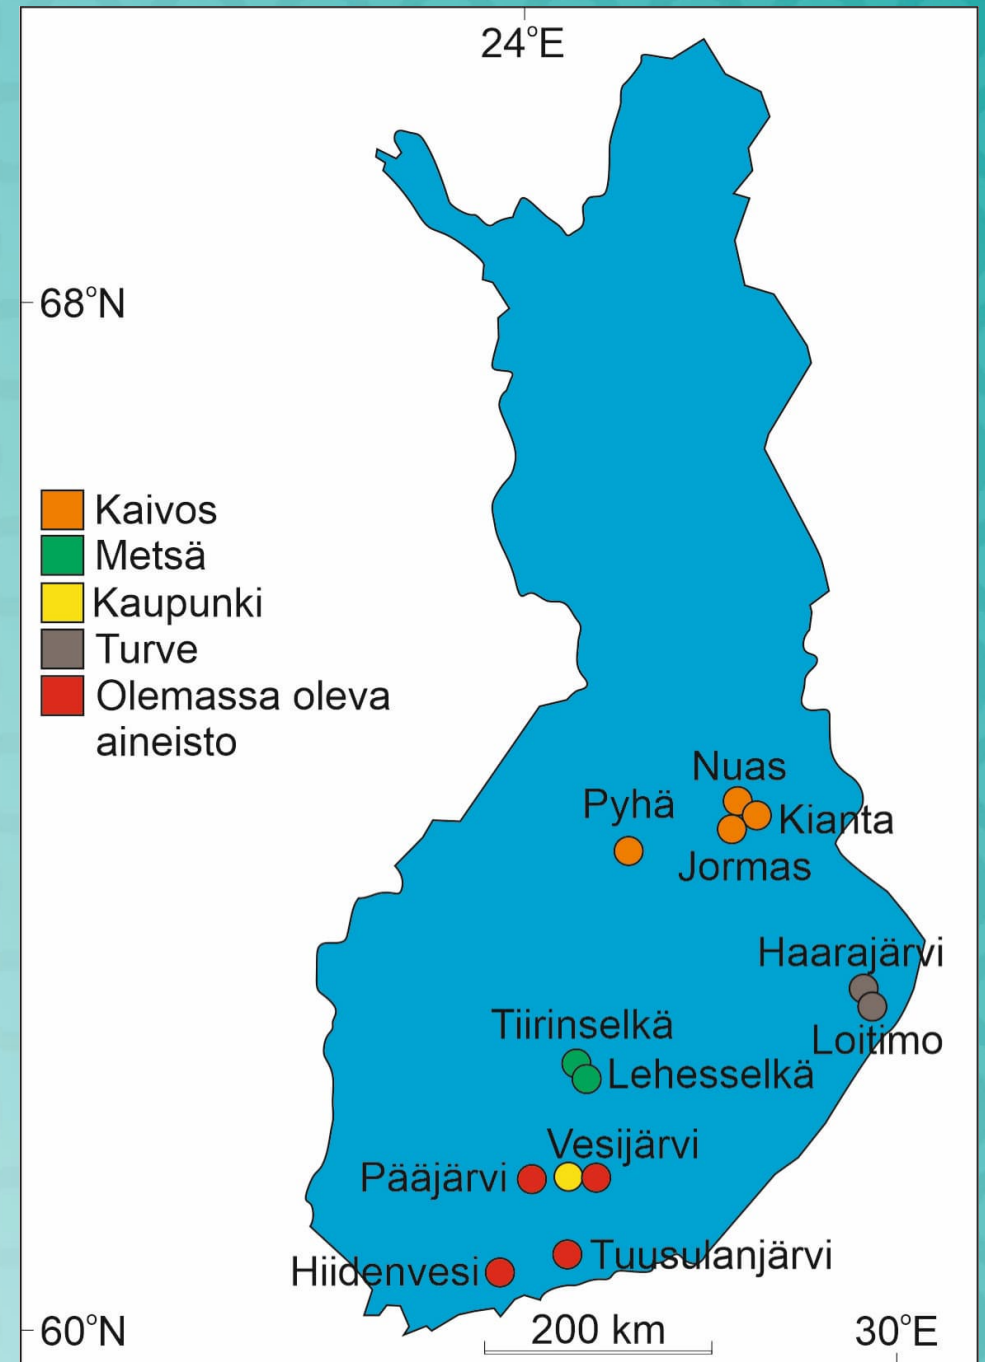 24°E
68°N
Kaivos
Metsä
Kaupunki
Turve
Olemassa oleva
aineisto
Nuas
Pyhä
Kianta
Jormas
Haarajärvi
Loitimo
Tiirinselkä
Lehesselkä
Vesijärvi
Pääjärvi
Tuusulanjärvi
Hiidenvesi
60°N
200 km
30°E